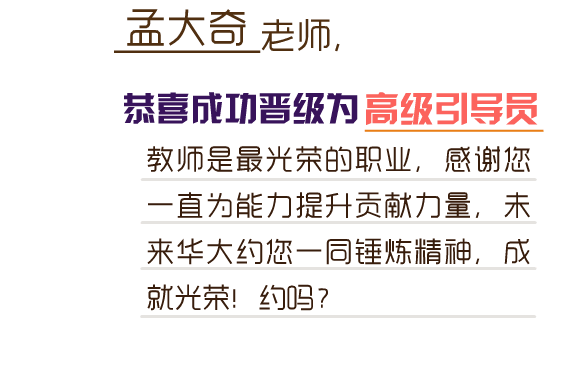 孟大奇老师,
恭喜成功晋级为高级引导员
教师是最光荣的职业，感谢您
一直为能力提升贡献力量，未
来华大约您一同锤炼精神，成
就光荣！约吗？